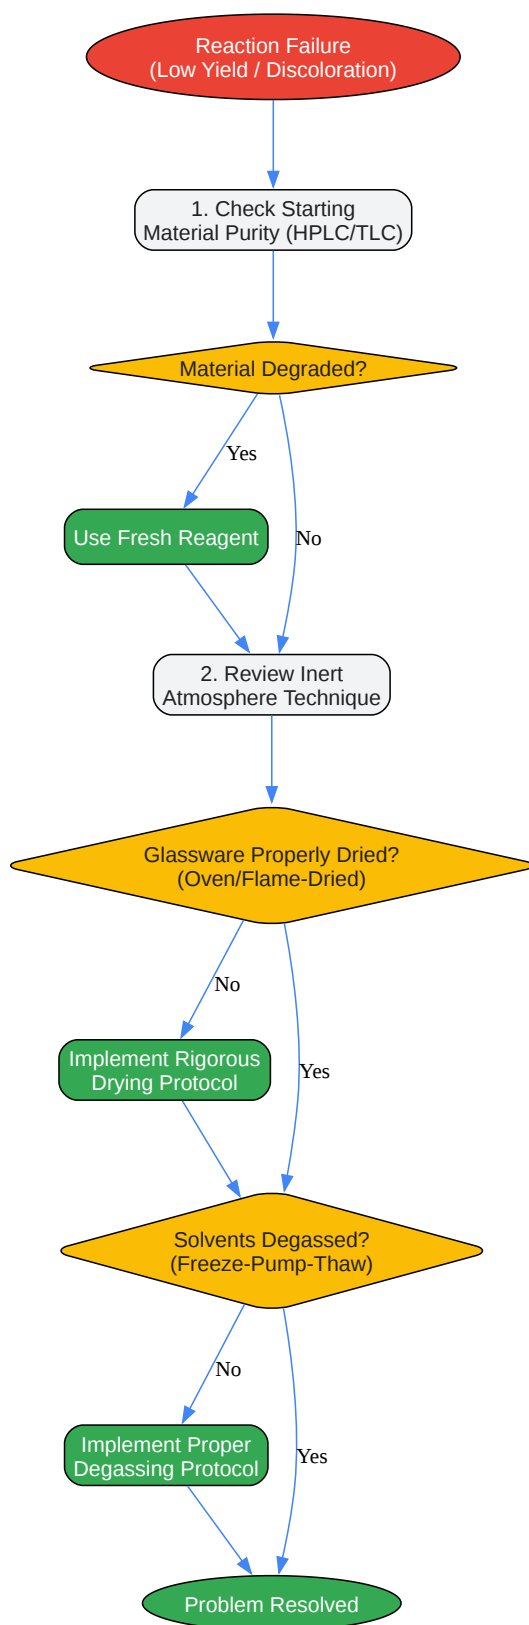 Reaction Failure
(Low Yield / Discoloration)
1. Check Starting
Material Purity (HPLC/TLC)
Material Degraded?
Yes
Use Fresh Reagent
No
2. Review Inert
Atmosphere Technique
Glassware Properly Dried?
(Oven/Flame-Dried)
No
Implement Rigorous
Drying Protocol
Yes
Solvents Degassed?
(Freeze-Pump-Thaw)
No
Implement Proper
Degassing Protocol
Yes
Problem Resolved